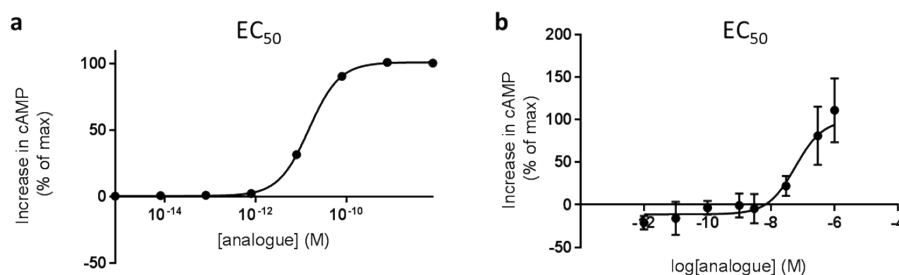 a
EC₅₀
Increase in cAMP
(% of max)
100
50
0
-50
10⁻¹⁴
10⁻¹²
10⁻¹⁰
[analogue] (M)
b
EC₅₀
Increase in cAMP
(% of max)
200
150
100
50
0
-50
-12
-10
-8
-6
-4
log[analogue] (M)